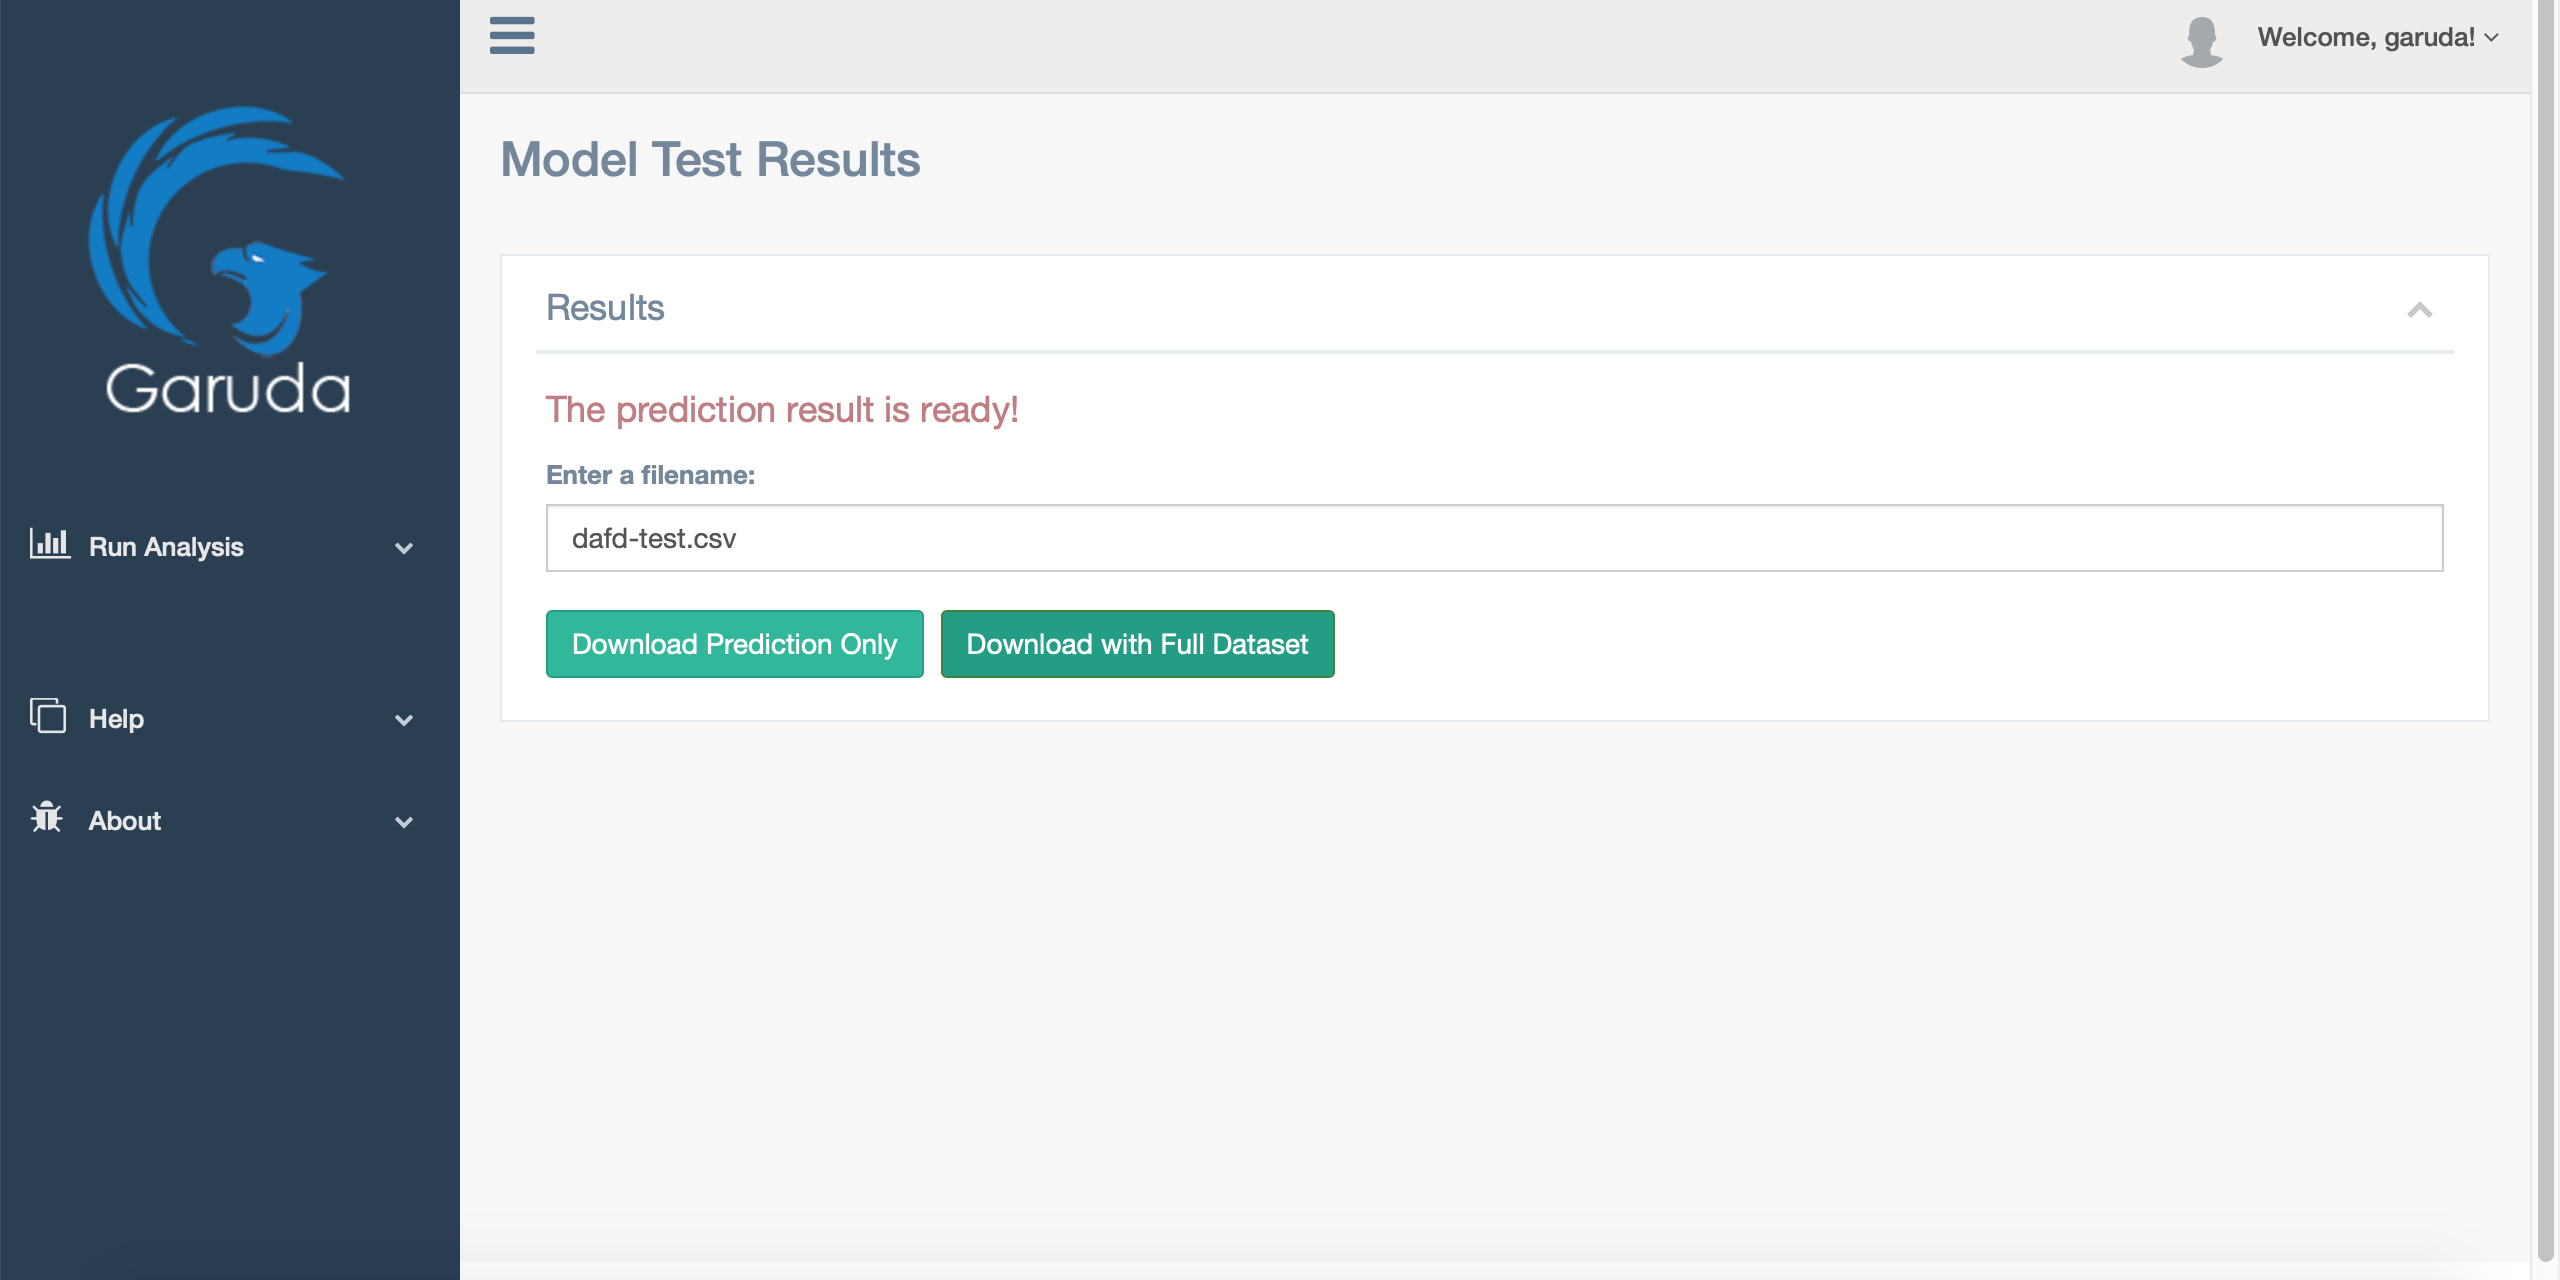 Garuda
Run Analysis
Help
About
Welcome, garuda!
Model Test Results
Results
The prediction result is ready!
Enter a filename:
dafd-test.csv
Download Prediction Only
Download with Full Dataset